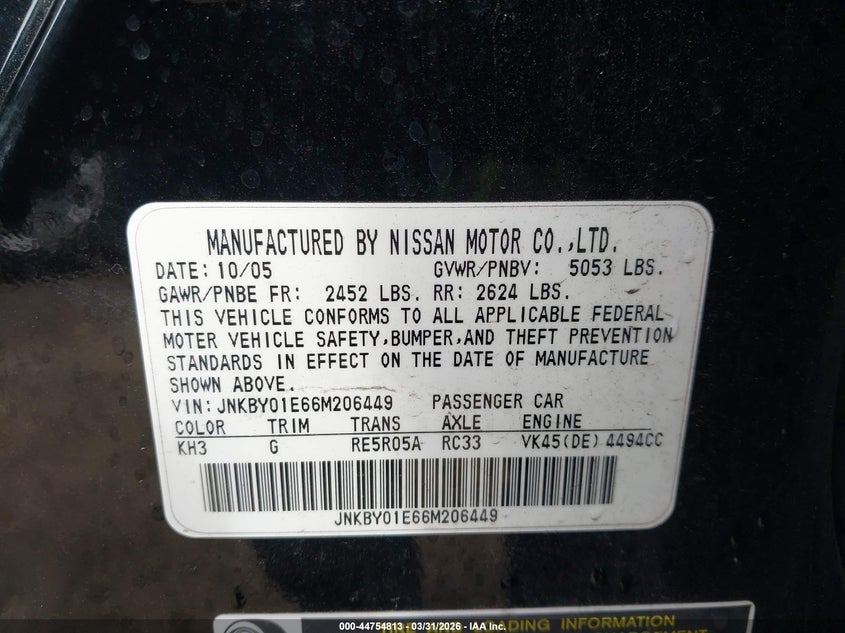 MANUFACTURED BY NISSAN MOTOR CO.,LTD.
DATE: 10/05 GVWR/PNBV: 5053 LBS.
GAWR/PNBE FR: 2452 LBS. RR: 2624 LBS.
THIS VEHICLE CONFORMS TO ALL APPLICABLE FEDERAL
MOTER VEHICLE SAFETY,BUMPER,AND THEFT PREVENTION
STANDARDS IN EFFECT ON THE DATE OF MANUFACTURE
SHOWN ABOVE.
VIN:JNKBY01E66M206449 PASSENGER CAR
COLOR TRIM TRANS AXLE ENGINE
KH3 G RE5R05A RC33 VK45(DE) 4494CC
JNKBY01E66M206449
LOADING INFORMATION
000-44754813 - 03/31/2026 - IAA Inc.